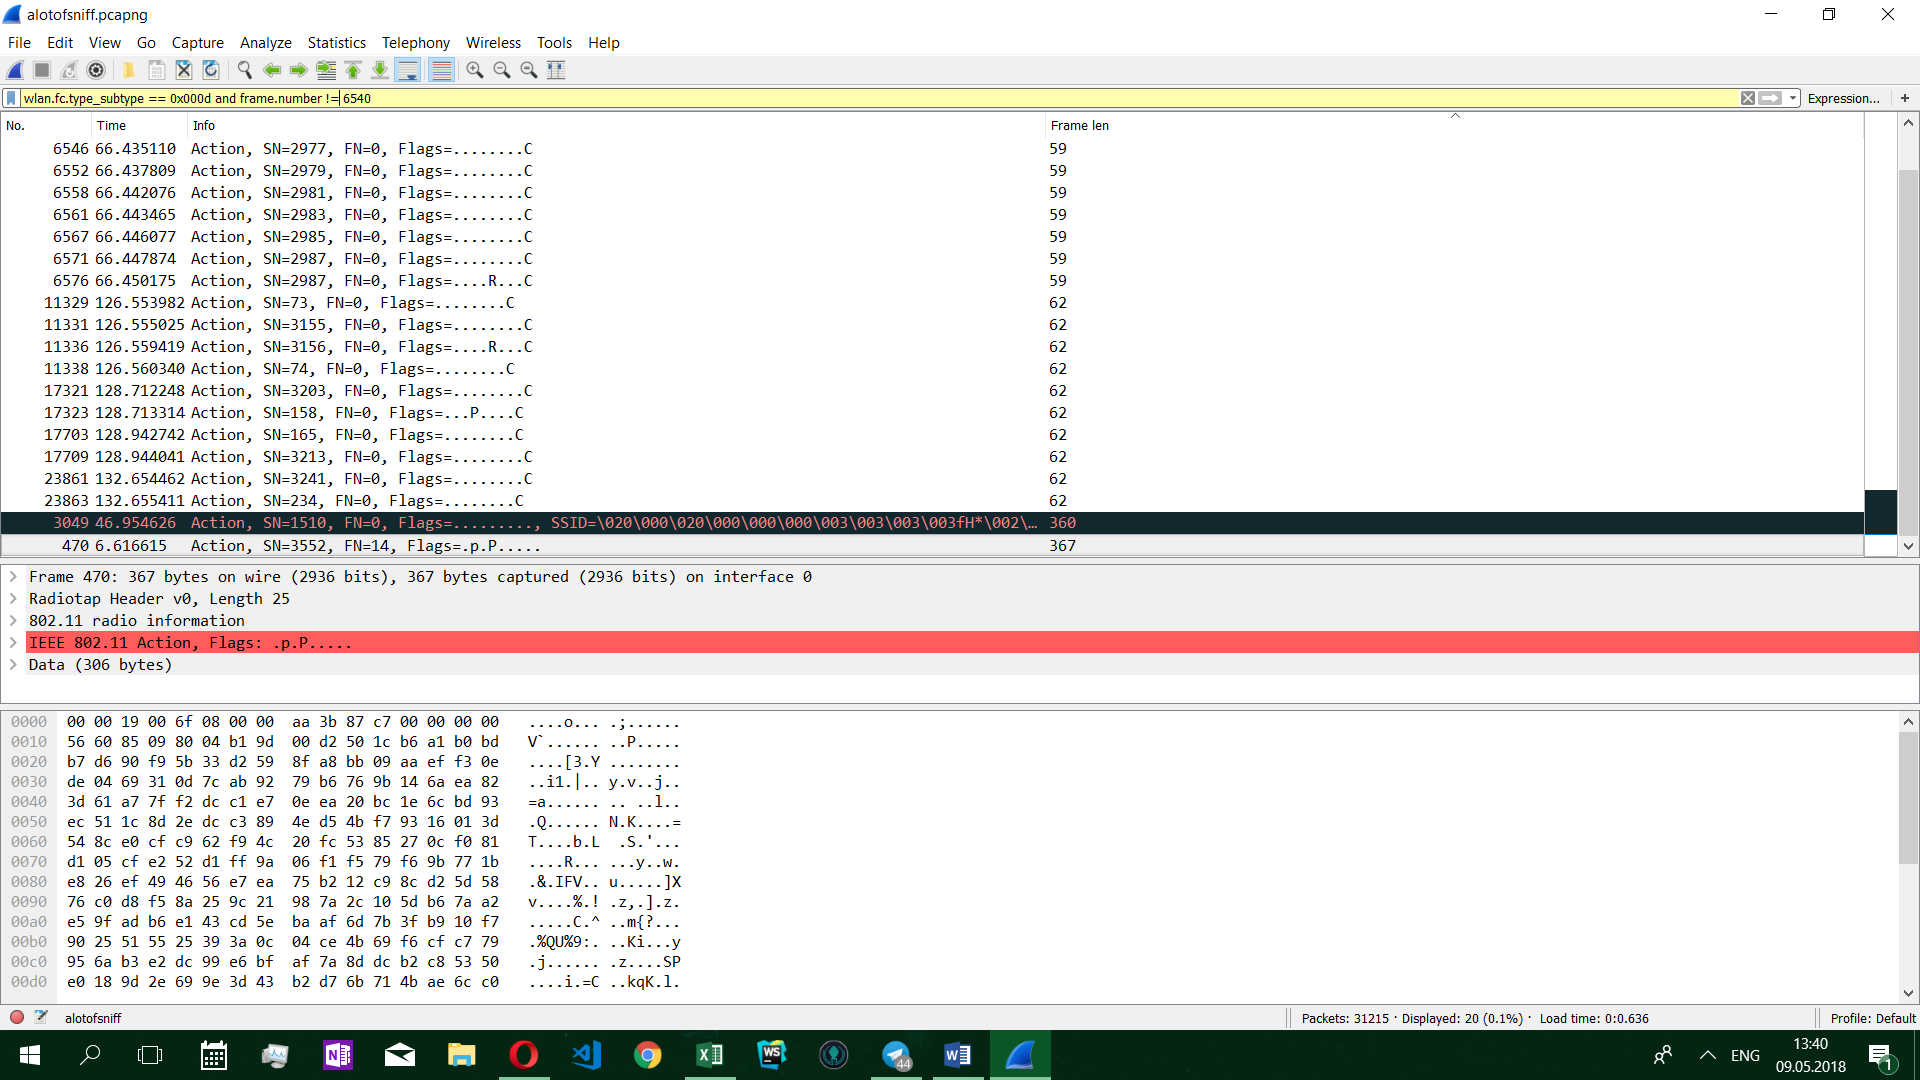 alotofsniff.pcapng
File Edit View Go Capture Analyze Statistics Telephony Wireless Tools Help
wlan.fc.type_subtype == 0x000d and frame.number != 6540 Expression... +
No. Time Info Frame len
6546 66.435110 Action, SN=2977, FN=0, Flags=........C 59
6552 66.437809 Action, SN=2979, FN=0, Flags=........C 59
6558 66.442076 Action, SN=2981, FN=0, Flags=........C 59
6561 66.443465 Action, SN=2983, FN=0, Flags=........C 59
6567 66.446077 Action, SN=2985, FN=0, Flags=........C 59
6571 66.447874 Action, SN=2987, FN=0, Flags=........C 59
6576 66.450175 Action, SN=2987, FN=0, Flags=....R...C 59
11329 126.553982 Action, SN=73, FN=0, Flags=........C 62
11331 126.555025 Action, SN=3155, FN=0, Flags=........C 62
11336 126.559419 Action, SN=3156, FN=0, Flags=....R...C 62
11338 126.560340 Action, SN=74, FN=0, Flags=........C 62
17321 128.712248 Action, SN=3203, FN=0, Flags=........C 62
17323 128.713314 Action, SN=158, FN=0, Flags=...P....C 62
17703 128.942742 Action, SN=165, FN=0, Flags=........C 62
17709 128.944041 Action, SN=3213, FN=0, Flags=........C 62
23861 132.654462 Action, SN=3241, FN=0, Flags=........C 62
23863 132.655411 Action, SN=234, FN=0, Flags=........C 62
3049 46.954626 Action, SN=1510, FN=0, Flags=........., SSID=\020\000\020\000\000\000\003\003\003\003fH*\002\… 360
470 6.616615 Action, SN=3552, FN=14, Flags=.p.P..... 367
Frame 470: 367 bytes on wire (2936 bits), 367 bytes captured (2936 bits) on interface 0
Radiotap Header v0, Length 25
802.11 radio information
IEEE 802.11 Action, Flags: .p.P.....
Data (306 bytes)
0000 00 00 19 00 6f 08 00 00 aa 3b 87 c7 00 00 00 00 ....o... .;......
0010 56 60 85 09 80 04 b1 9d 00 d2 50 1c b6 a1 b0 bd V`...... ..P.....
0020 b7 d6 90 f9 5b 33 d2 59 8f a8 bb 09 aa ef f3 0e ....[3.Y ........
0030 de 04 69 31 0d 7c ab 92 79 b6 76 9b 14 6a ea 82 ..i1.|.. y.v..j..
0040 3d 61 a7 7f f2 dc c1 e7 0e ea 20 bc 1e 6c bd 93 =a...... .. ..l..
0050 ec 51 1c 8d 2e dc c3 89 4e d5 4b f7 93 16 01 3d .Q...... N.K....=
0060 54 8c e0 cf c9 62 f9 4c 20 fc 53 85 27 0c f0 81 T....b.L .S.'...
0070 d1 05 cf e2 52 d1 ff 9a 06 f1 f5 79 f6 9b 77 1b ....R... ...y..w.
0080 e8 26 ef 49 46 56 e7 ea 75 b2 12 c9 8c d2 5d 58 .&.IFV.. u.....]X
0090 76 c0 d8 f5 8a 25 9c 21 98 7a 2c 10 5d b6 7a a2 v....%.! .z,.].z.
00a0 e5 9f ad b6 e1 43 cd 5e ba af 6d 7b 3f b9 10 f7 .....C.^ ..m{?...
00b0 90 25 51 55 25 39 3a 0c 04 ce 4b 69 f6 cf c7 79 .%QU%9:. ..Ki...y
00c0 95 6a b3 e2 dc 99 e6 bf af 7a 8d dc b2 c8 53 50 .j...... .z....SP
00d0 e0 18 9d 2e 69 9e 3d 43 b2 d7 6b 71 4b ae 6c c0 ....i.=C ..kqK.l.
alotofsniff Packets: 31215 · Displayed: 20 (0.1%) · Load time: 0:0.636 Profile: Default
44 ENG 13:40
09.05.2018 1